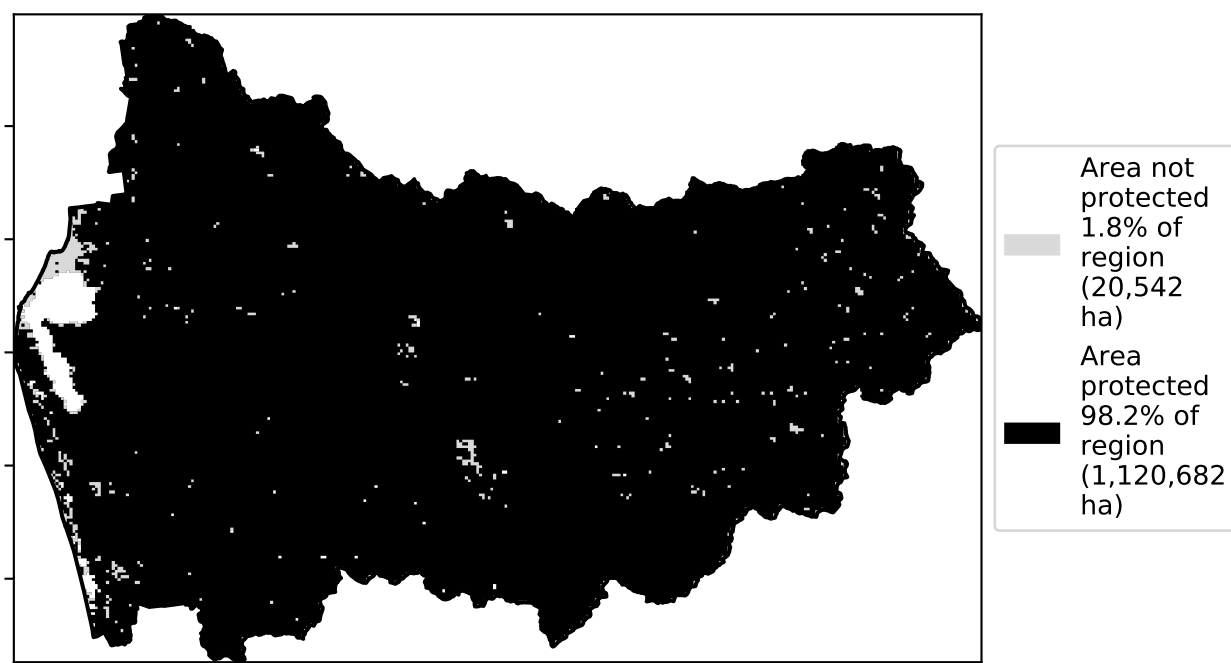 Area not
protected
1.8% of
region
(20,542
ha)
Area
protected
98.2% of
region
(1,120,682
ha)